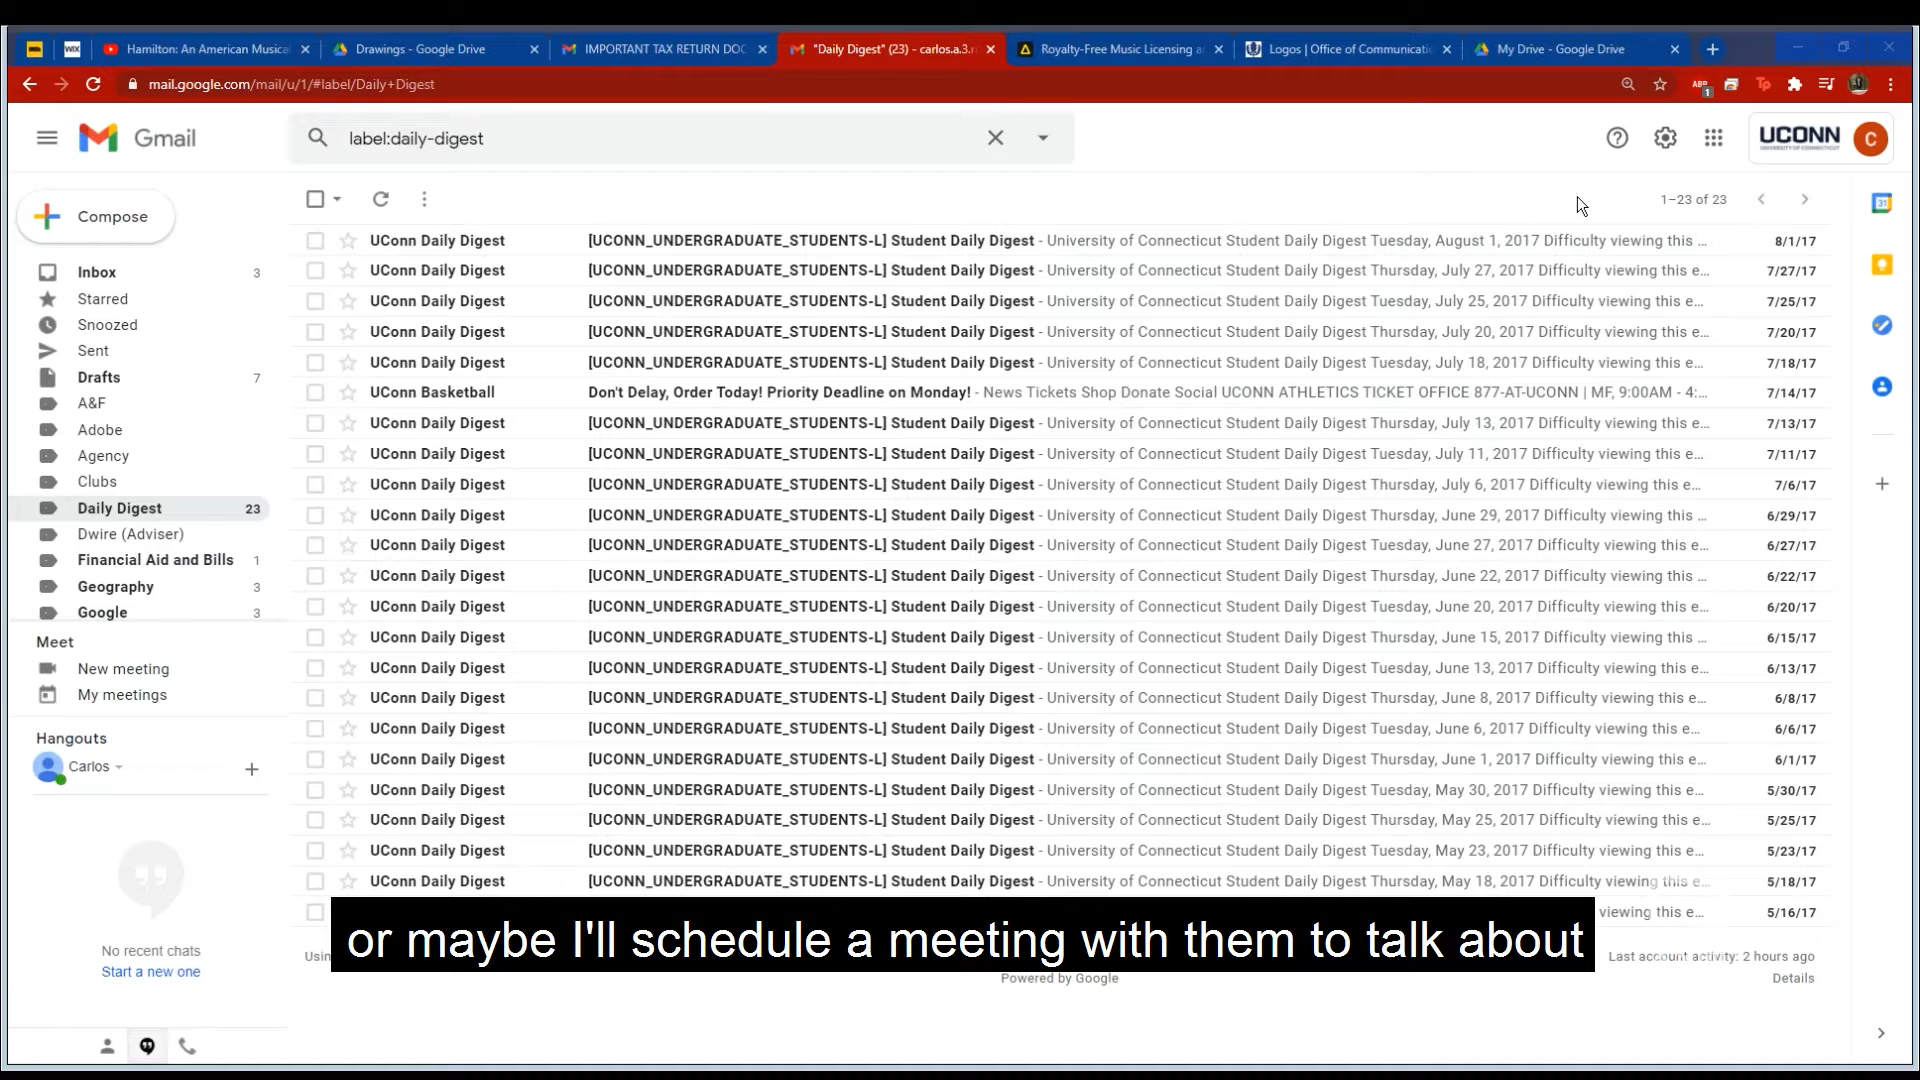 WIX Hamilton: An American Musical Drawings - Google Drive IMPORTANT TAX RETURN DOC "Daily Digest" (23) - carlos.a.3.r Royalty-Free Music Licensing Logos | Office of Communicati My Drive - Google Drive
mail.google.com/mail/u/1/#label/Daily+Digest ABP 1 Tp
Gmail label:daily-digest UCONN C
UNIVERSITY OF CONNECTICUT
1–23 of 23
31
Compose
Inbox 3
Starred
Snoozed
Sent
Drafts 7
A&F
Adobe
Agency
Clubs
Daily Digest 23
Dwire (Adviser)
Financial Aid and Bills 1
Geography 3
Google 3
Meet
New meeting
My meetings
Hangouts
Carlos
No recent chats
Start a new one
UConn Daily Digest [UCONN_UNDERGRADUATE_STUDENTS-L] Student Daily Digest - University of Connecticut Student Daily Digest Tuesday, August 1, 2017 Difficulty viewing this ... 8/1/17
UConn Daily Digest [UCONN_UNDERGRADUATE_STUDENTS-L] Student Daily Digest - University of Connecticut Student Daily Digest Thursday, July 27, 2017 Difficulty viewing this e... 7/27/17
UConn Daily Digest [UCONN_UNDERGRADUATE_STUDENTS-L] Student Daily Digest - University of Connecticut Student Daily Digest Tuesday, July 25, 2017 Difficulty viewing this e... 7/25/17
UConn Daily Digest [UCONN_UNDERGRADUATE_STUDENTS-L] Student Daily Digest - University of Connecticut Student Daily Digest Thursday, July 20, 2017 Difficulty viewing this e... 7/20/17
UConn Daily Digest [UCONN_UNDERGRADUATE_STUDENTS-L] Student Daily Digest - University of Connecticut Student Daily Digest Tuesday, July 18, 2017 Difficulty viewing this e... 7/18/17
UConn Basketball Don't Delay, Order Today! Priority Deadline on Monday! - News Tickets Shop Donate Social UCONN ATHLETICS TICKET OFFICE 877-AT-UCONN | MF, 9:00AM - 4:... 7/14/17
UConn Daily Digest [UCONN_UNDERGRADUATE_STUDENTS-L] Student Daily Digest - University of Connecticut Student Daily Digest Thursday, July 13, 2017 Difficulty viewing this e... 7/13/17
UConn Daily Digest [UCONN_UNDERGRADUATE_STUDENTS-L] Student Daily Digest - University of Connecticut Student Daily Digest Tuesday, July 11, 2017 Difficulty viewing this e... 7/11/17
UConn Daily Digest [UCONN_UNDERGRADUATE_STUDENTS-L] Student Daily Digest - University of Connecticut Student Daily Digest Thursday, July 6, 2017 Difficulty viewing this e... 7/6/17
UConn Daily Digest [UCONN_UNDERGRADUATE_STUDENTS-L] Student Daily Digest - University of Connecticut Student Daily Digest Thursday, June 29, 2017 Difficulty viewing this ... 6/29/17
UConn Daily Digest [UCONN_UNDERGRADUATE_STUDENTS-L] Student Daily Digest - University of Connecticut Student Daily Digest Tuesday, June 27, 2017 Difficulty viewing this e... 6/27/17
UConn Daily Digest [UCONN_UNDERGRADUATE_STUDENTS-L] Student Daily Digest - University of Connecticut Student Daily Digest Thursday, June 22, 2017 Difficulty viewing this ... 6/22/17
UConn Daily Digest [UCONN_UNDERGRADUATE_STUDENTS-L] Student Daily Digest - University of Connecticut Student Daily Digest Tuesday, June 20, 2017 Difficulty viewing this e... 6/20/17
UConn Daily Digest [UCONN_UNDERGRADUATE_STUDENTS-L] Student Daily Digest - University of Connecticut Student Daily Digest Thursday, June 15, 2017 Difficulty viewing this ... 6/15/17
UConn Daily Digest [UCONN_UNDERGRADUATE_STUDENTS-L] Student Daily Digest - University of Connecticut Student Daily Digest Tuesday, June 13, 2017 Difficulty viewing this e... 6/13/17
UConn Daily Digest [UCONN_UNDERGRADUATE_STUDENTS-L] Student Daily Digest - University of Connecticut Student Daily Digest Thursday, June 8, 2017 Difficulty viewing this e... 6/8/17
UConn Daily Digest [UCONN_UNDERGRADUATE_STUDENTS-L] Student Daily Digest - University of Connecticut Student Daily Digest Tuesday, June 6, 2017 Difficulty viewing this e... 6/6/17
UConn Daily Digest [UCONN_UNDERGRADUATE_STUDENTS-L] Student Daily Digest - University of Connecticut Student Daily Digest Thursday, June 1, 2017 Difficulty viewing this e... 6/1/17
UConn Daily Digest [UCONN_UNDERGRADUATE_STUDENTS-L] Student Daily Digest - University of Connecticut Student Daily Digest Tuesday, May 30, 2017 Difficulty viewing this e... 5/30/17
UConn Daily Digest [UCONN_UNDERGRADUATE_STUDENTS-L] Student Daily Digest - University of Connecticut Student Daily Digest Thursday, May 25, 2017 Difficulty viewing this e... 5/25/17
UConn Daily Digest [UCONN_UNDERGRADUATE_STUDENTS-L] Student Daily Digest - University of Connecticut Student Daily Digest Tuesday, May 23, 2017 Difficulty viewing this e... 5/23/17
UConn Daily Digest [UCONN_UNDERGRADUATE_STUDENTS-L] Student Daily Digest - University of Connecticut Student Daily Digest Thursday, May 18, 2017 Difficulty viewing this e... 5/18/17
viewing this e... 5/16/17
or maybe I'll schedule a meeting with them to talk about
Usin Last account activity: 2 hours ago
Powered by Google Details